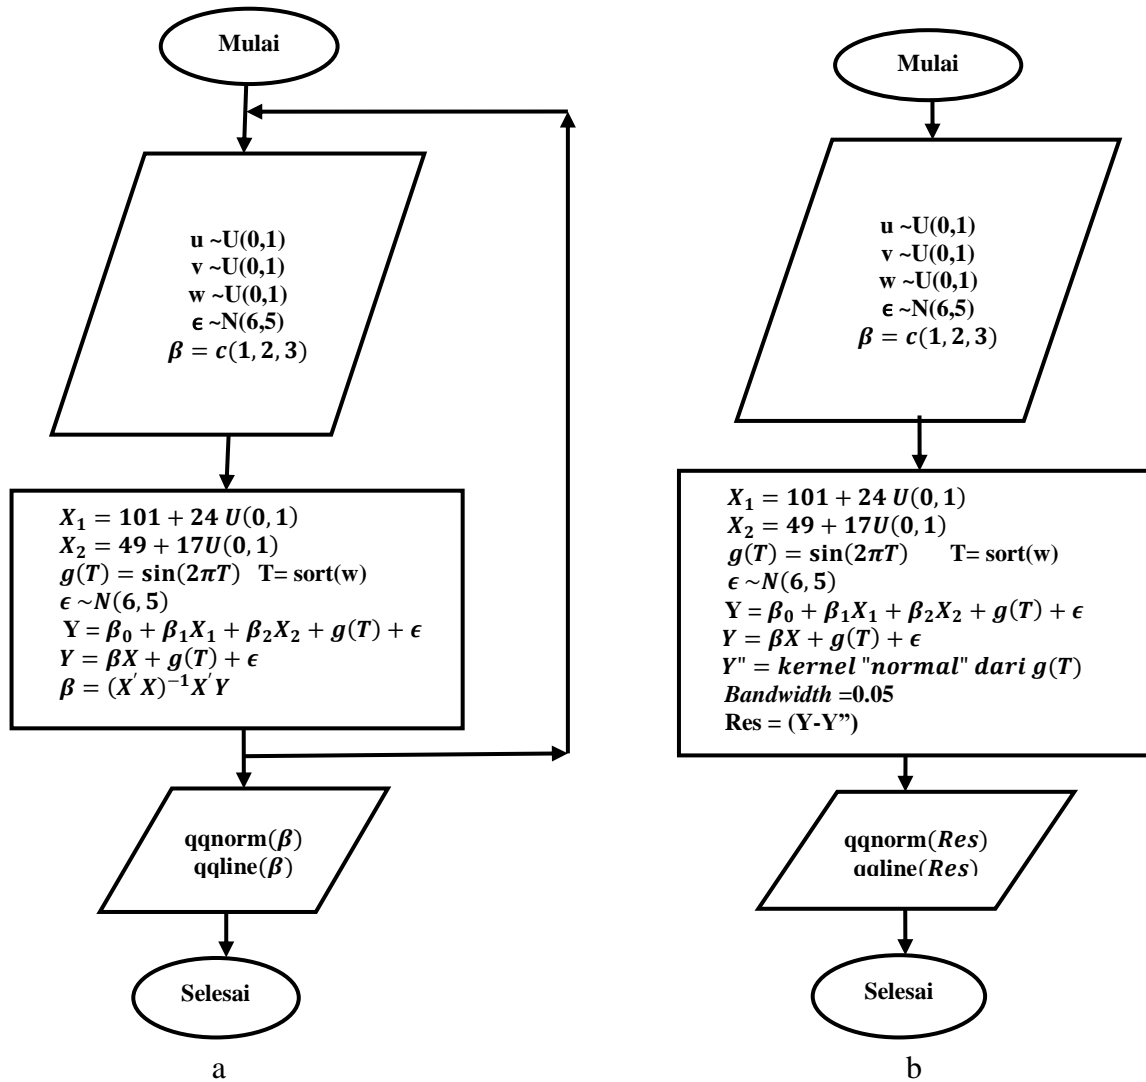 Mulai
u ~U(0,1)
v ~U(0,1)
w ~U(0,1)
ϵ ~N(6,5)
β = c(1, 2, 3)
X₁ = 101 + 24 U(0, 1)
X₂ = 49 + 17U(0, 1)
g(T) = sin(2πT) T= sort(w)
ϵ ~N(6, 5)
Y = β₀ + β₁X₁ + β₂X₂ + g(T) + ϵ
Y = βX + g(T) + ϵ
β = (X'X)⁻¹X'Y
qqnorm(β)
qqline(β)
Selesai
a
Mulai
u ~U(0,1)
v ~U(0,1)
w ~U(0,1)
ϵ ~N(6,5)
β = c(1, 2, 3)
X₁ = 101 + 24 U(0, 1)
X₂ = 49 + 17U(0, 1)
g(T) = sin(2πT) T= sort(w)
ϵ ~N(6, 5)
Y = β₀ + β₁X₁ + β₂X₂ + g(T) + ϵ
Y = βX + g(T) + ϵ
Y" = kernel "normal" dari g(T)
Bandwidth =0.05
Res = (Y-Y”)
qqnorm(Res)
qqline(Res)
Selesai
b